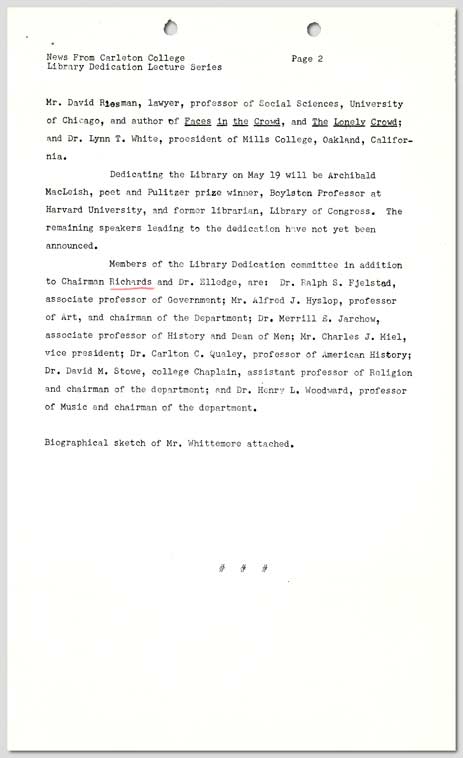 News From Carleton College
Page 2
Library Dedication Lecture Series
Mr. David Riesman, lawyer, professor of Social Sciences, University
of Chicago, and author of Faces in the Crowd, and The Lonely Crowd;
and Dr. Lynn T. White, president of Mills College, Oakland, Califor-
nia.
Dedicating the Library on May 19 will be Archibald
MacLeish, poet and Pulitzer prize winner, Boylston Professor at
Harvard University, and former librarian, Library of Congress. The
remaining speakers leading to the dedication have not yet been
announced.
Members of the Library Dedication committee in addition
to Chairman Richards and Dr. Elledge, are: Dr. Ralph S. Fjelstad,
associate professor of Government; Mr. Alfred J. Hyslop, professor
of Art, and chairman of the Department; Dr. Merrill E. Jarchow,
associate professor of History and Dean of Men; Mr. Charles J. Miel,
vice president; Dr. Carlton C. Qualey, professor of American History;
Dr. David M. Stowe, college Chaplain, assistant professor of Religion
and chairman of the department; and Dr. Henry L. Woodward, professor
of Music and chairman of the department.
Biographical sketch of Mr. Whittemore attached.
# # #